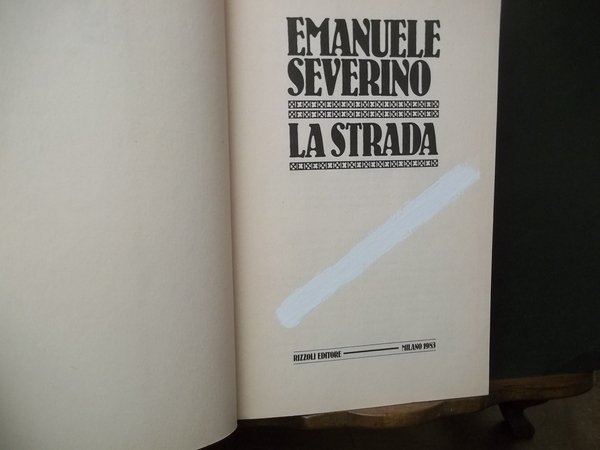 EMANUELE
SEVERINO
LA STRADA
RIZZOLI EDITORE MILANO 1983